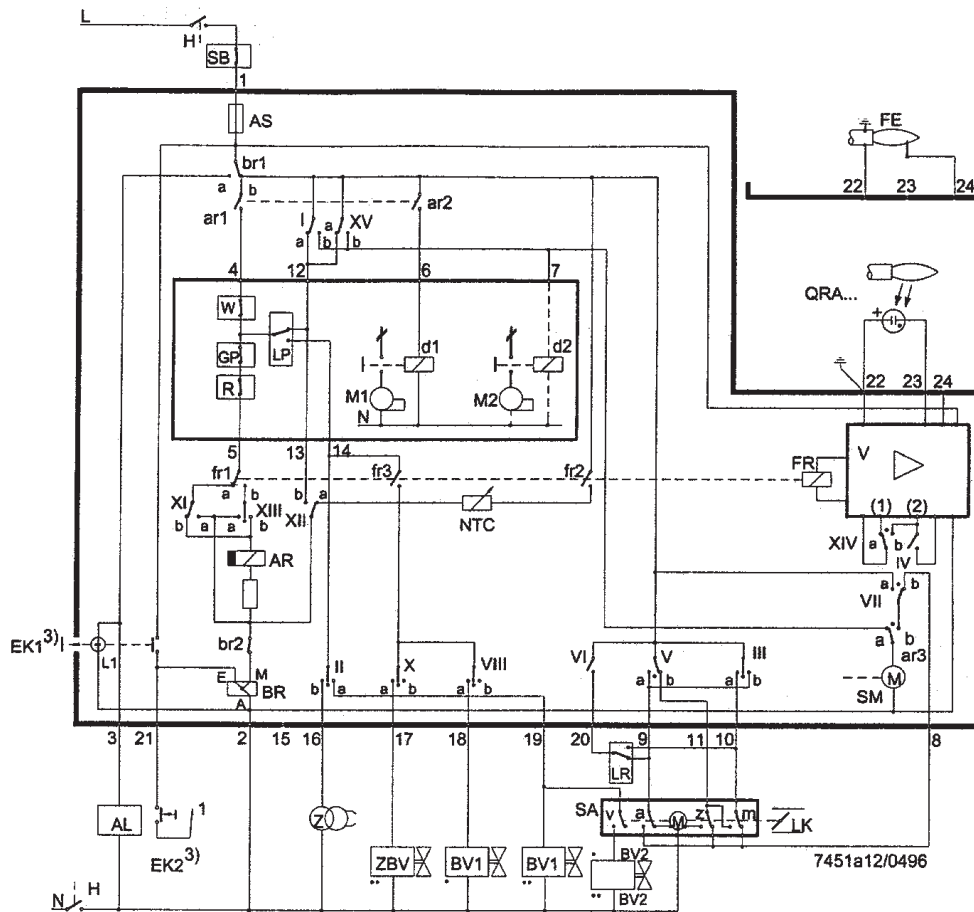 L
H
SB
1
AS
FE
br1
22 23 24
a b
ar1
ar2
I a XV
a b b
4 12 6 7
QRA...
+
W
GP
LP
R
d1
d2
M1
M2
N
22 23 24
V
5 13 14
fr1
fr3
fr2
FR
a b
b a
XI
XIII
XII
b a a b
NTC
(1) (2)
XIV a b
IV
AR
VII a b
a b
ar3
EK1 3)
L1
br2
E M
BR
A
II
X
VIII
VI
V
III
M
SM
b a
a b
a b
a b
a b
3 21 2 15 16 17 18 19 20 9 11 10 8
LR
SA
v a M z m
LK
AL
1
EK2 3)
Z
ZBV
BV1
BV1
BV2
BV2
7451a12/0496
N H